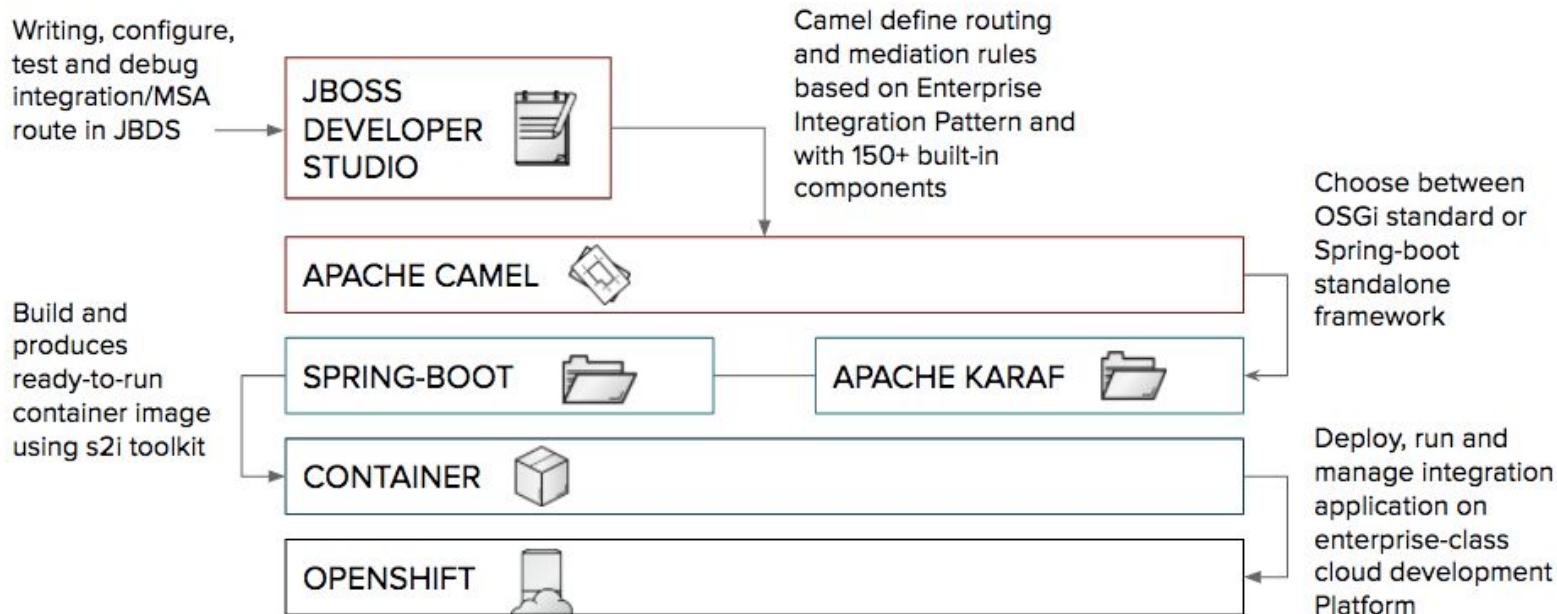 Writing, configure,
test and debug
integration/MSA
route in JBDS
JBOSS
DEVELOPER
STUDIO
Camel define routing
and mediation rules
based on Enterprise
Integration Pattern and
with 150+ built-in
components
APACHE CAMEL
Choose between
OSGi standard or
Spring-boot
standalone
framework
SPRING-BOOT
APACHE KARAF
Build and
produces
ready-to-run
container image
using s2i toolkit
CONTAINER
Deploy, run and
manage integration
application on
enterprise-class
cloud development
Platform
OPENSHIFT